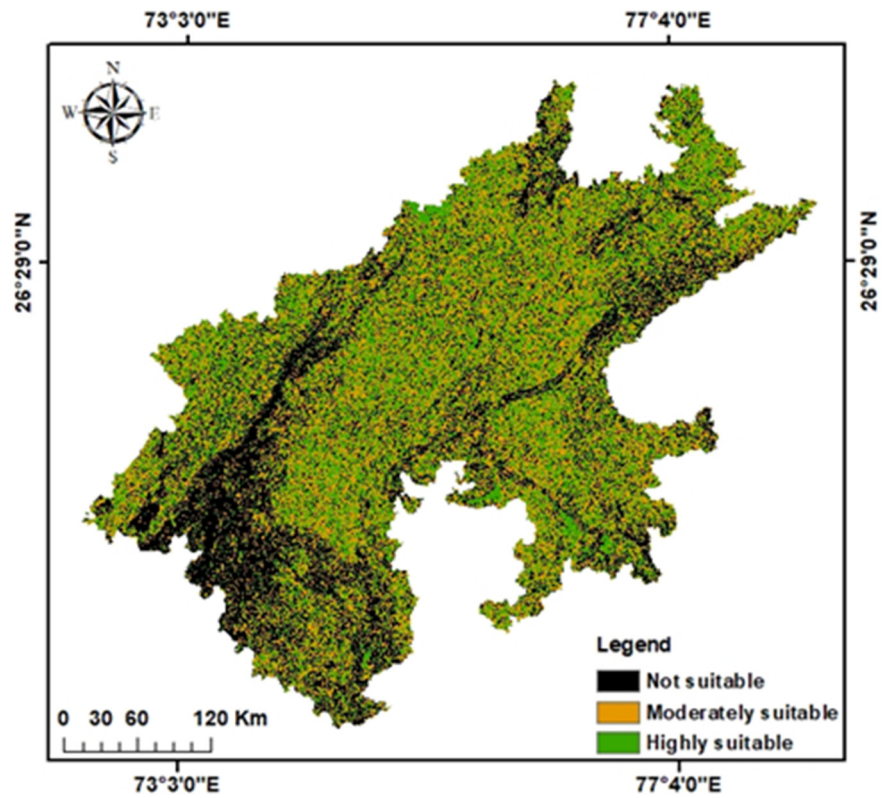 73°3'0"E 77°4'0"E
N
W E
S
26°29'0"N 26°29'0"N
Legend
Not suitable
Moderately suitable
Highly suitable
0 30 60 120 Km
73°3'0"E 77°4'0"E